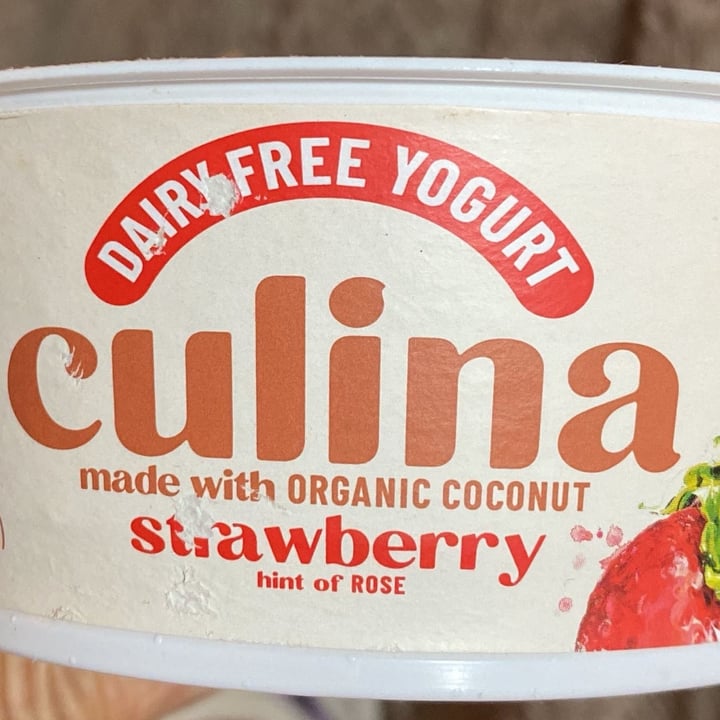 DAIRY FREE YOGURT
culina
made with ORGANIC COCONUT
strawberry
hint of ROSE